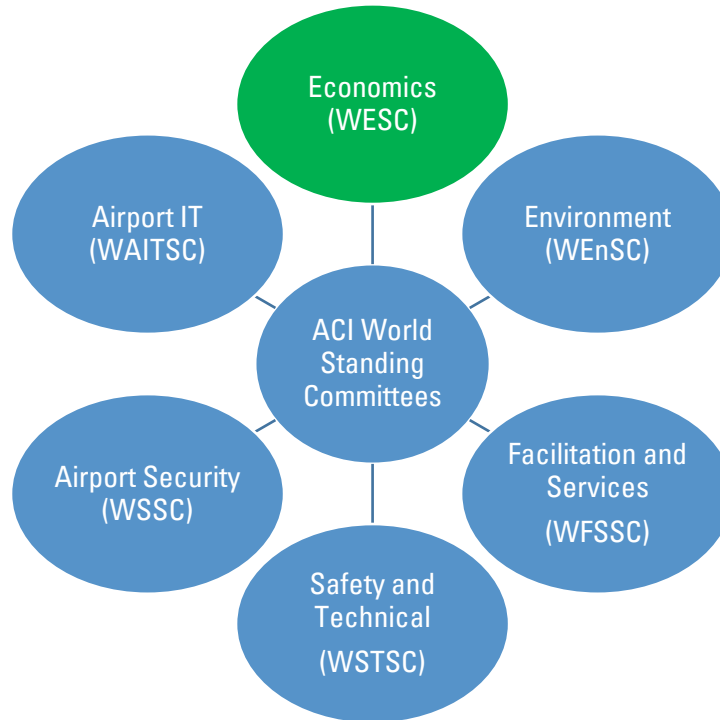 Economics
(WESC)
Airport IT
(WAITSC)
Environment
(WEnSC)
ACI World
Standing
Committees
Airport Security
(WSSC)
Facilitation and
Services
(WFSSC)
Safety and
Technical
(WSTSC)